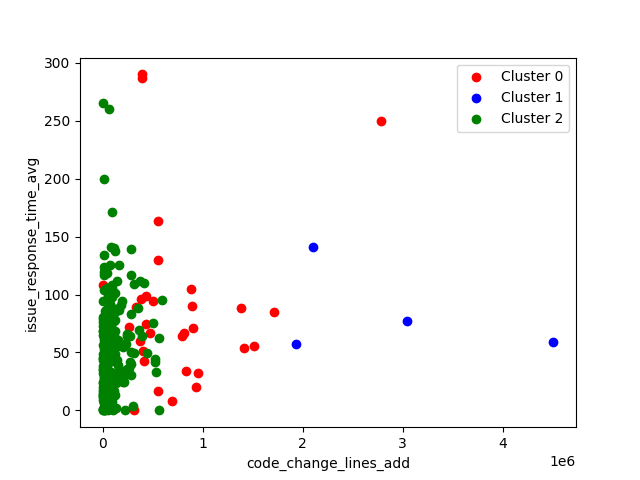 300
250
200
150
100
50
0
issue_response_time_avg
Cluster 0
Cluster 1
Cluster 2
0
1
2
3
4
1e6
code_change_lines_add